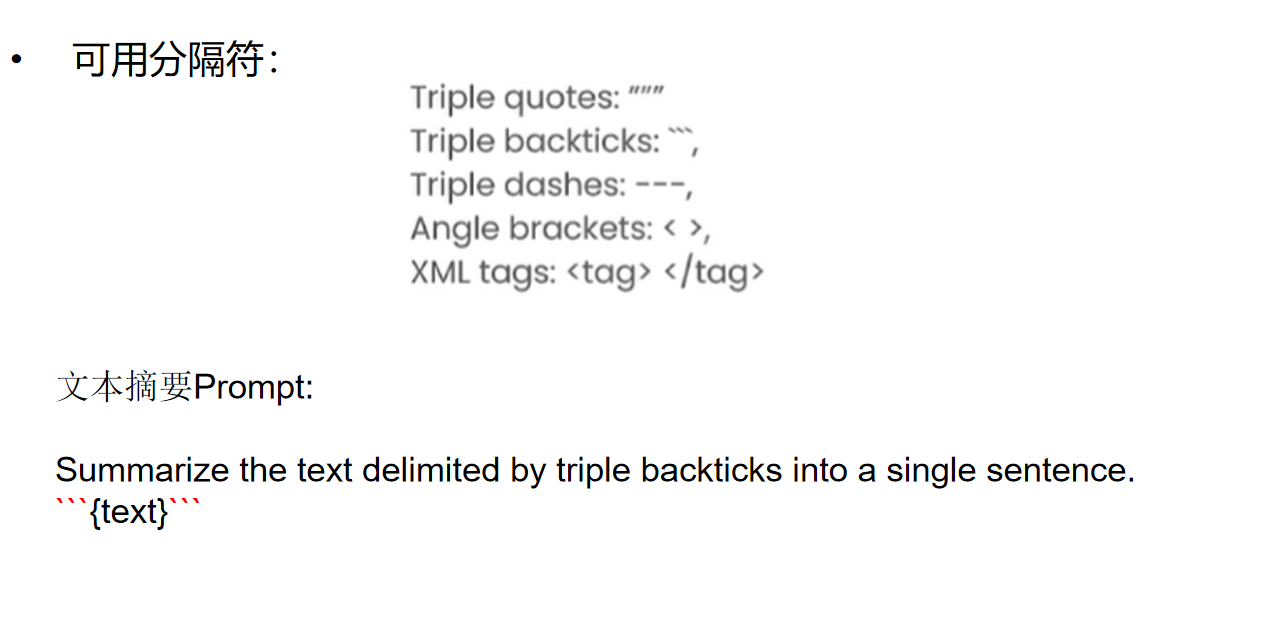 • 可用分隔符：
Triple quotes: """
Triple backticks: ```,
Triple dashes: ---,
Angle brackets: < >,
XML tags: <tag> </tag>
文本摘要Prompt:
Summarize the text delimited by triple backticks into a single sentence.
```{text}```